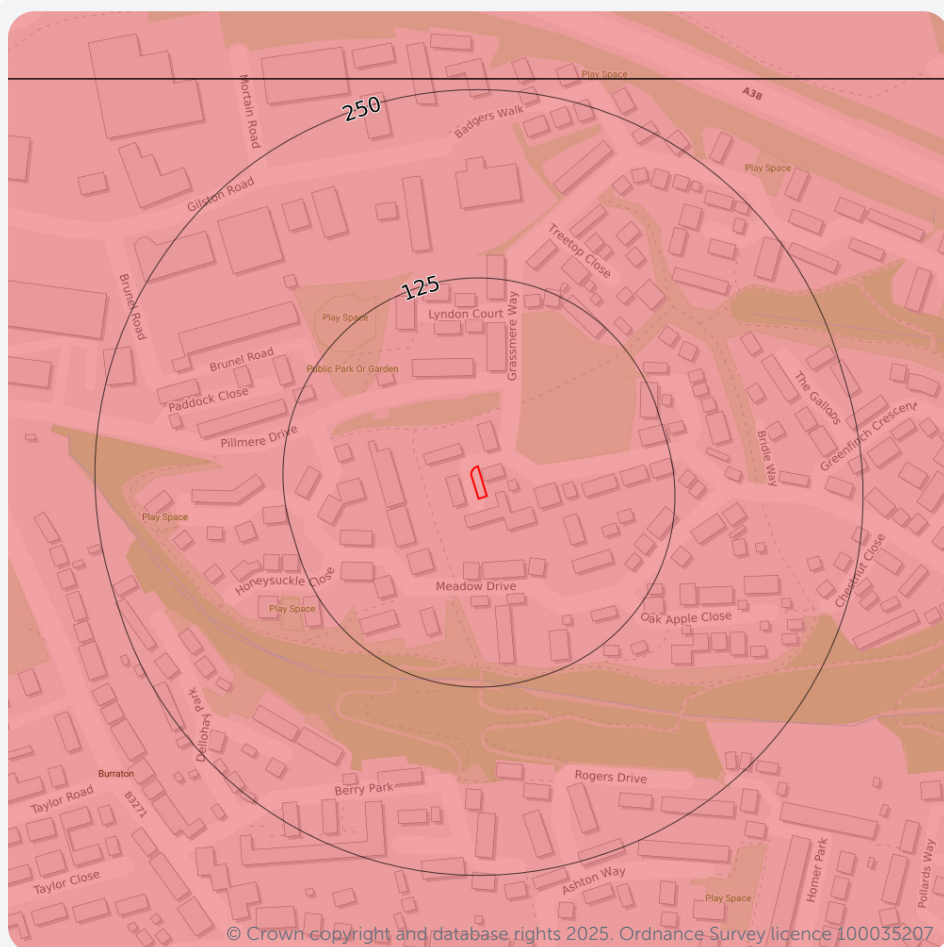 Play Space
A38
Mortain Road
250
Badgers Walk
Play Space
Gilston Road
Treetop Close
125
Brunel Road
Play Space
Lyndon Court
Grassmere Way
Brunel Road
Public Park Or Garden
Paddock Close
The Gallops
Greenfinch Crescent
Pillmere Drive
Bridle Way
Play Space
Chestnut Close
Honeysuckle Close
Meadow Drive
Play Space
Oak Apple Close
Dellohay Park
Burraton
Rogers Drive
Berry Park
Taylor Road
B3271
Homer Park
Pollards Way
Ashton Way
Taylor Close
Play Space
© Crown copyright and database rights 2025. Ordnance Survey licence 100035207